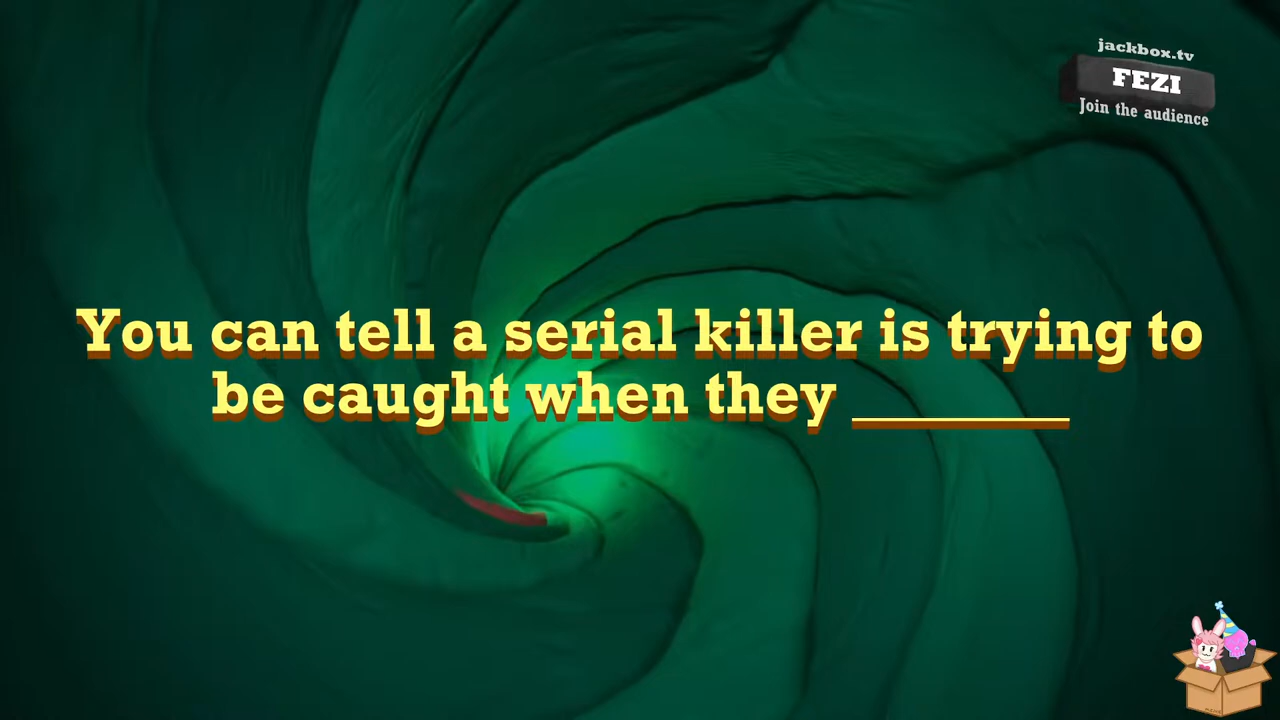 jackbox.tv
FEZI
Join the audience
You can tell a serial killer is trying to
be caught when they ________